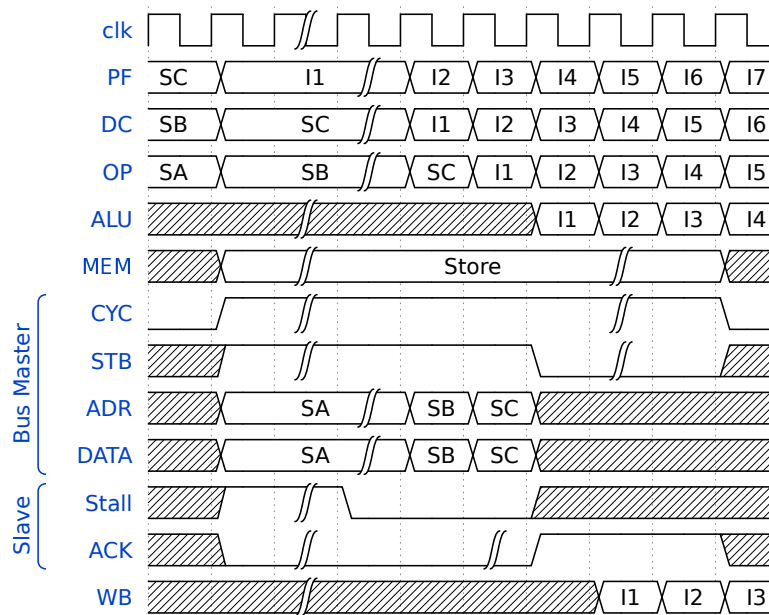 clk
PF SC I1 I2 I3 I4 I5 I6 I7
DC SB SC I1 I2 I3 I4 I5 I6
OP SA SB SC I1 I2 I3 I4 I5
ALU I1 I2 I3 I4
MEM Store
Bus Master
CYC
STB
ADR SA SB SC
DATA SA SB SC
Slave
Stall
ACK
WB I1 I2 I3